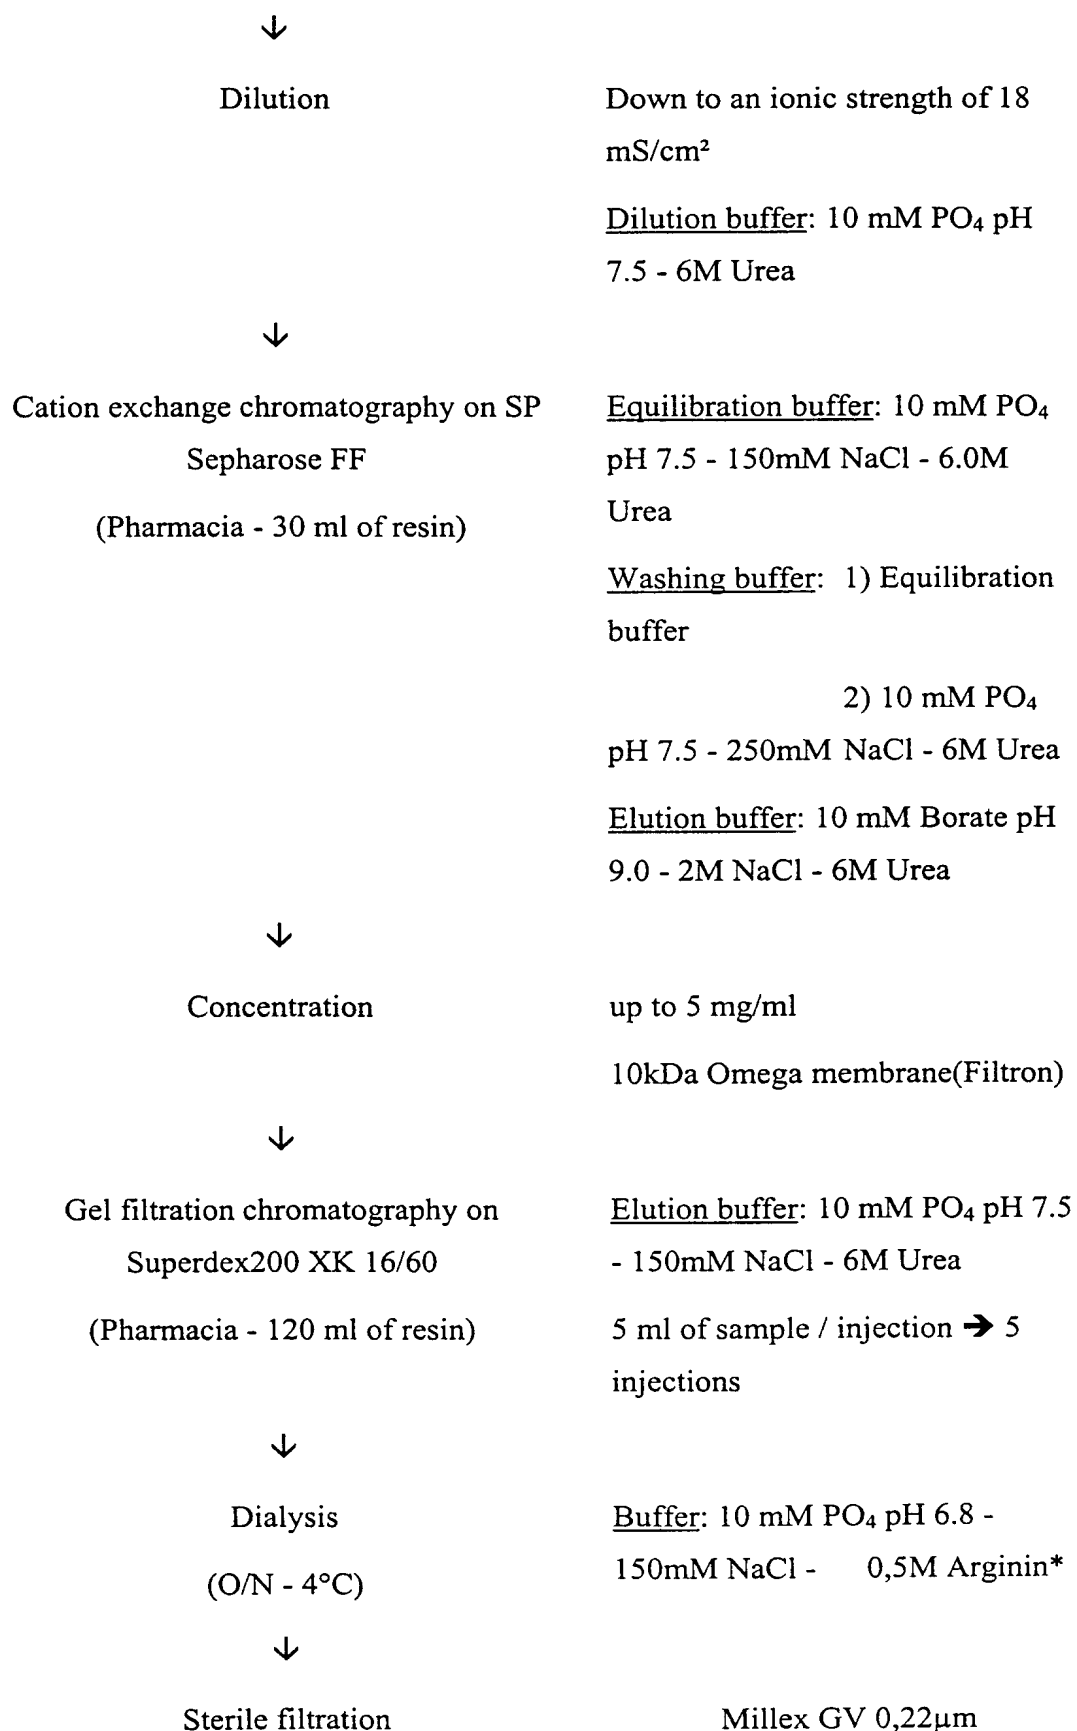 ↓
Dilution
Down to an ionic strength of 18
mS/cm²
Dilution buffer: 10 mM PO₄ pH
7.5 - 6M Urea
↓
Cation exchange chromatography on SP
Sepharose FF
(Pharmacia - 30 ml of resin)
Equilibration buffer: 10 mM PO₄
pH 7.5 - 150mM NaCl - 6.0M
Urea
Washing buffer: 1) Equilibration
buffer
2) 10 mM PO₄
pH 7.5 - 250mM NaCl - 6M Urea
Elution buffer: 10 mM Borate pH
9.0 - 2M NaCl - 6M Urea
↓
Concentration
up to 5 mg/ml
10kDa Omega membrane(Filtron)
↓
Gel filtration chromatography on
Superdex200 XK 16/60
(Pharmacia - 120 ml of resin)
Elution buffer: 10 mM PO₄ pH 7.5
- 150mM NaCl - 6M Urea
5 ml of sample / injection ➔ 5
injections
↓
Dialysis
(O/N - 4°C)
Buffer: 10 mM PO₄ pH 6.8 -
150mM NaCl - 0,5M Arginin*
↓
Sterile filtration
Millex GV 0,22µm